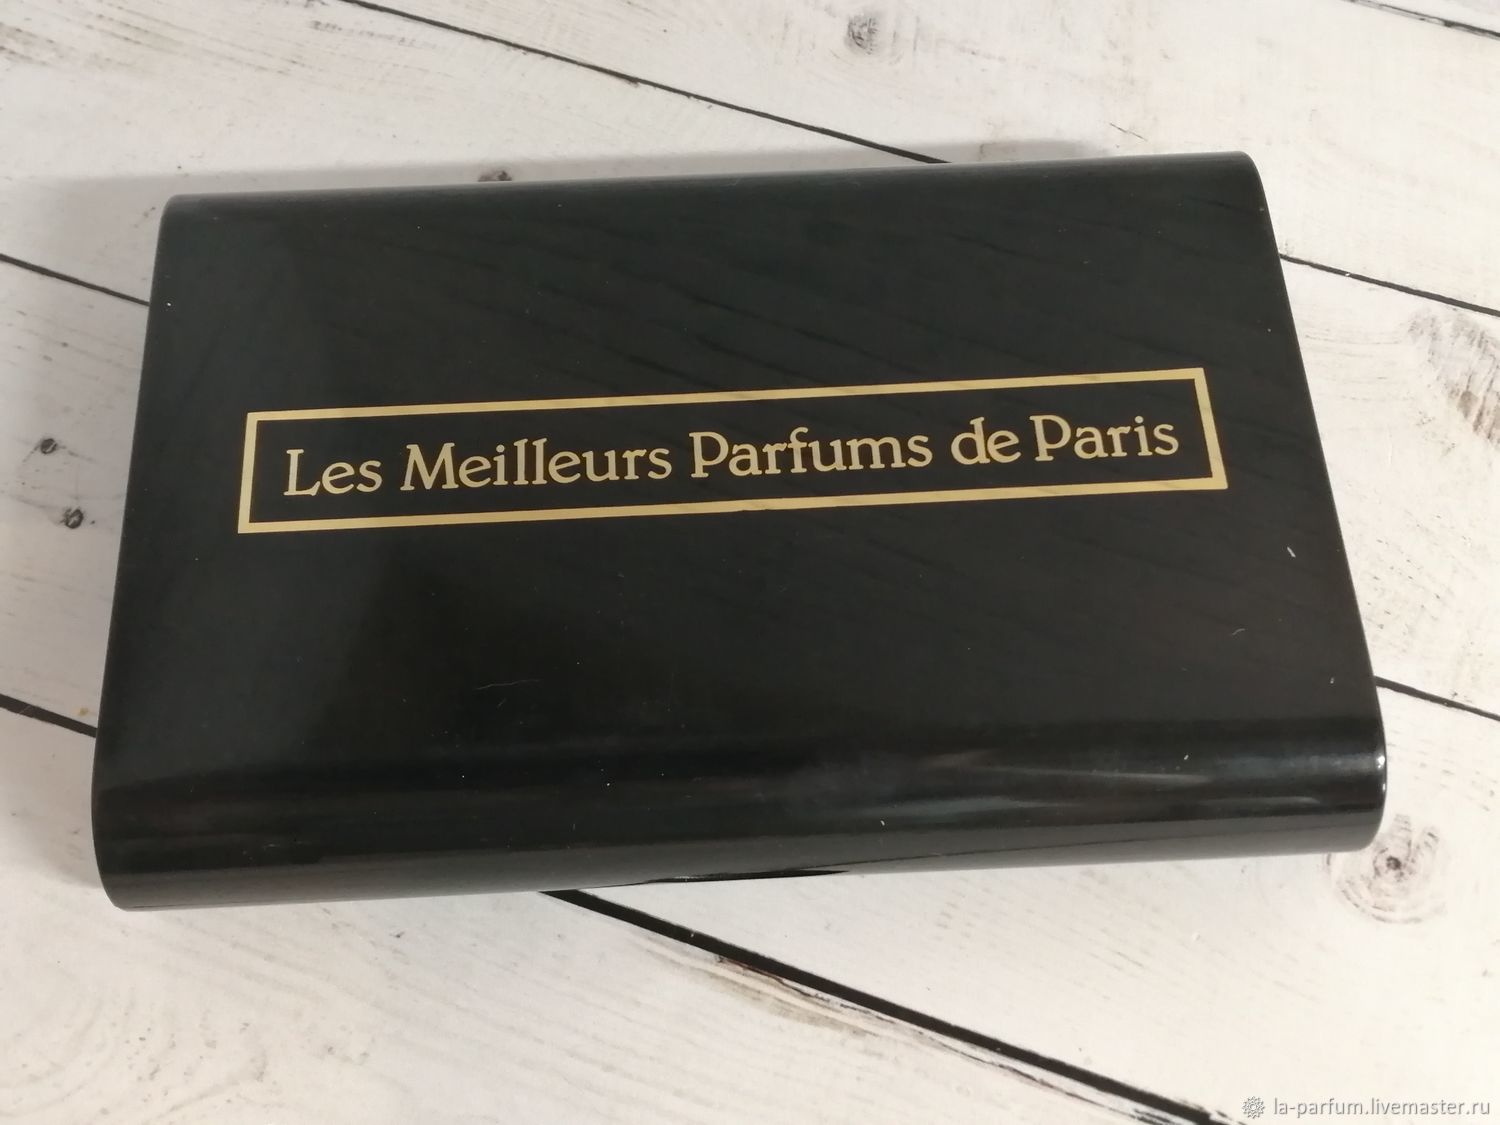 Les Meilleurs Parfums de Paris
la-parfum.livemaster.ru